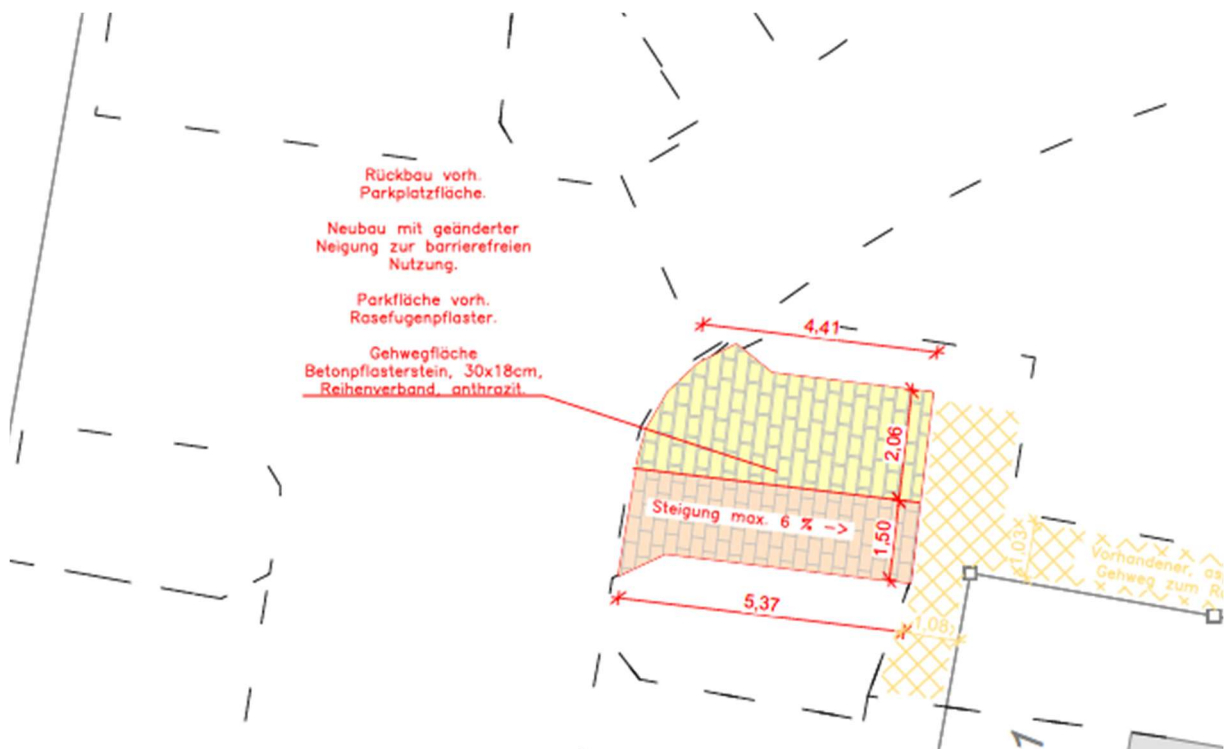 Rückbau vorh.
Parkplatzfläche.
Neubau mit geänderter
Neigung zur barrierefreien
Nutzung.
Parkfläche vorh.
Rasefugenpflaster.
Gehwegfläche
Betonpflasterstein, 30x18cm,
Reihenverband, anthrazit.
4,41
2,06
Steigung max. 6 % ->
1,50
5,37
1,03
Vorhandener,
Gehweg zum
1,08
1